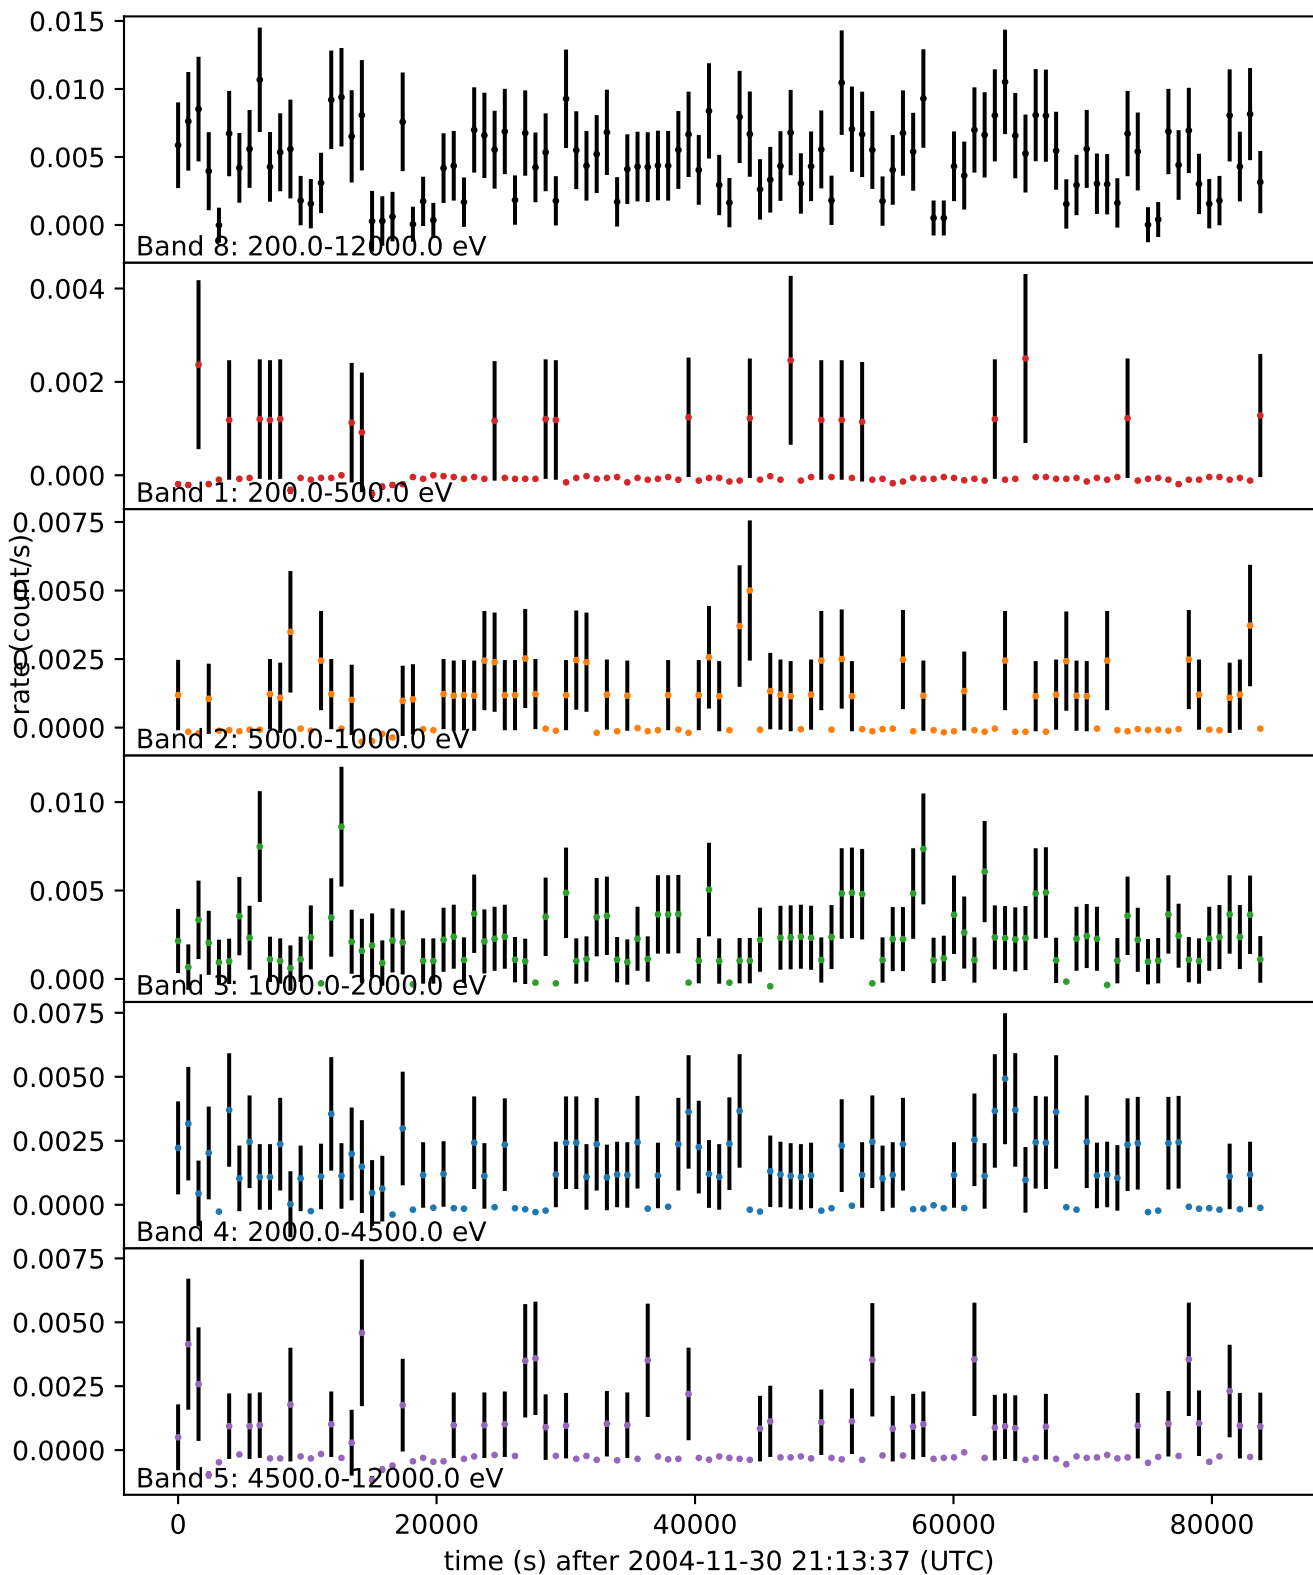 0.015
0.010
0.005
0.000
Band 8: 200.0-12000.0 eV
0.004
0.002
0.000
Band 1: 200.0-500.0 eV
rate (count/s)
0.0075
0.0050
0.0025
0.0000
Band 2: 500.0-1000.0 eV
0.010
0.005
0.000
Band 3: 1000.0-2000.0 eV
0.0075
0.0050
0.0025
0.0000
Band 4: 2000.0-4500.0 eV
0.0075
0.0050
0.0025
0.0000
Band 5: 4500.0-12000.0 eV
0 20000 40000 60000 80000
time (s) after 2004-11-30 21:13:37 (UTC)